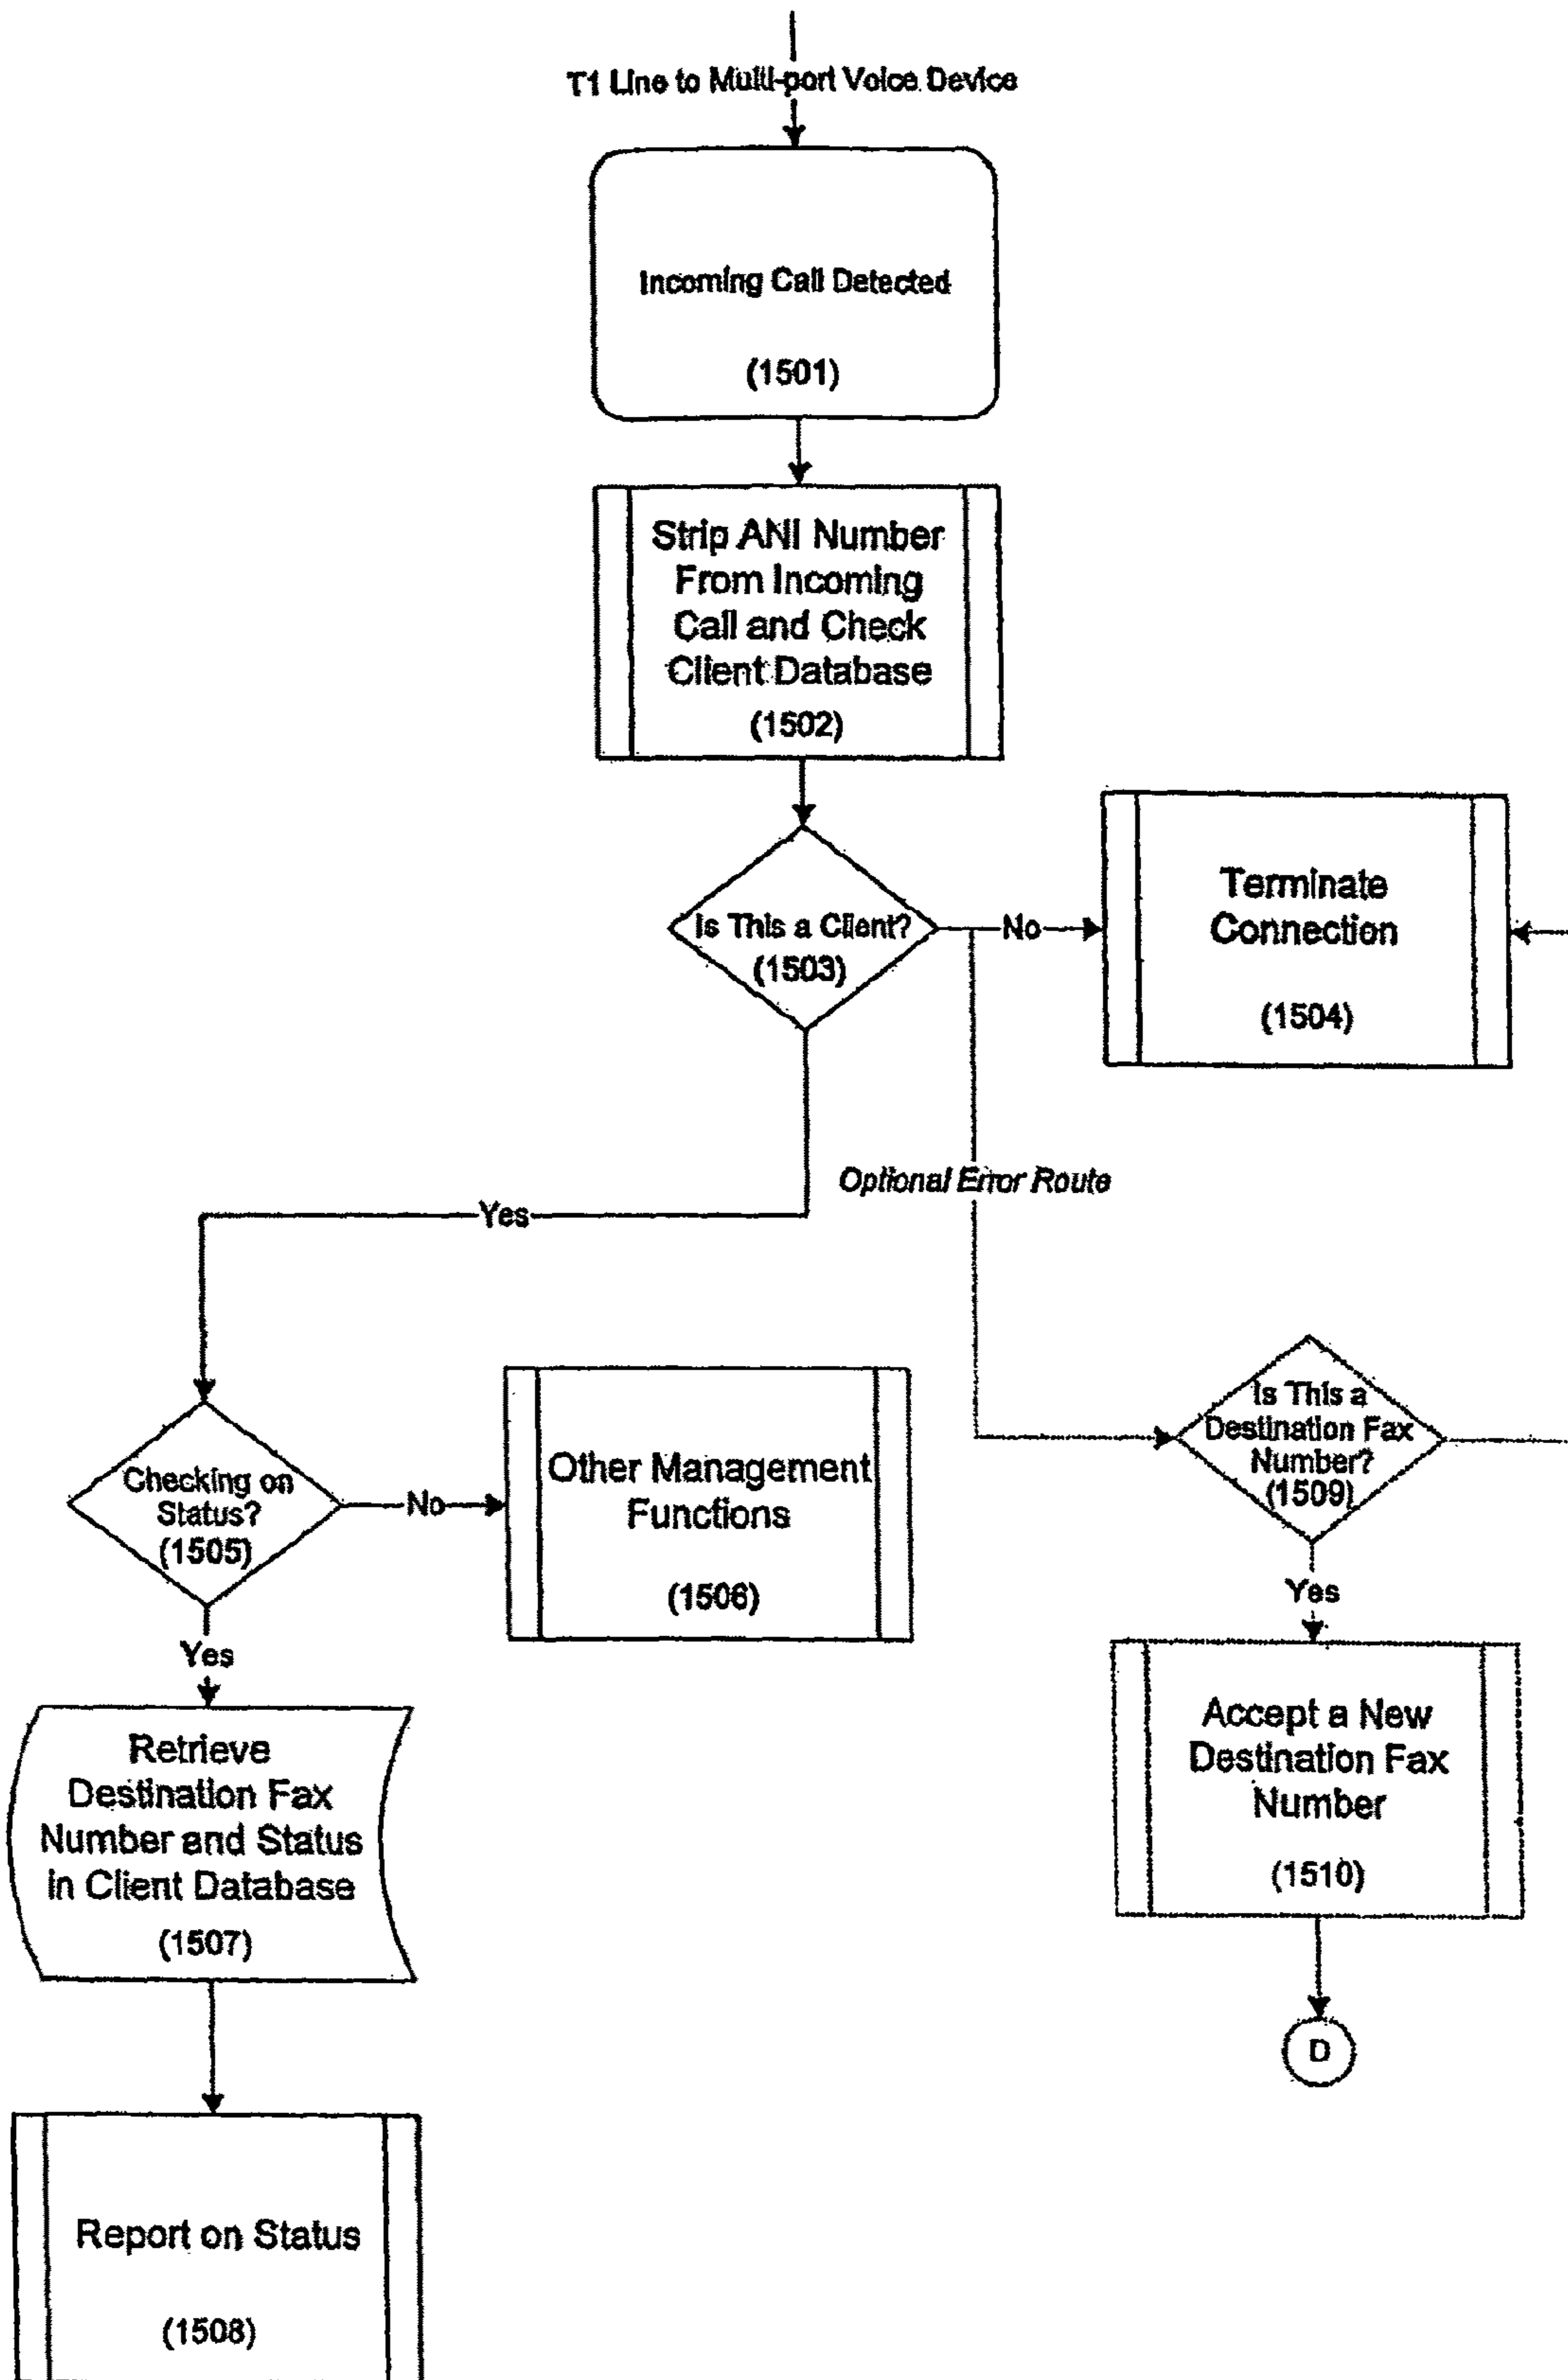 T1 Line to Multi-port Voice Device
Incoming Call Detected
(1501)
Strip ANI Number
From Incoming
Call and Check
Client Database
(1502)
Is This a Client?
(1503)
No
Terminate
Connection
(1504)
Optional Error Route
Yes
Checking on
Status?
(1505)
No
Other Management
Functions
(1506)
Is This a
Destination Fax
Number?
(1509)
Yes
Yes
Retrieve
Destination Fax
Number and Status
in Client Database
(1507)
Accept a New
Destination Fax
Number
(1510)
D
Report on Status
(1508)